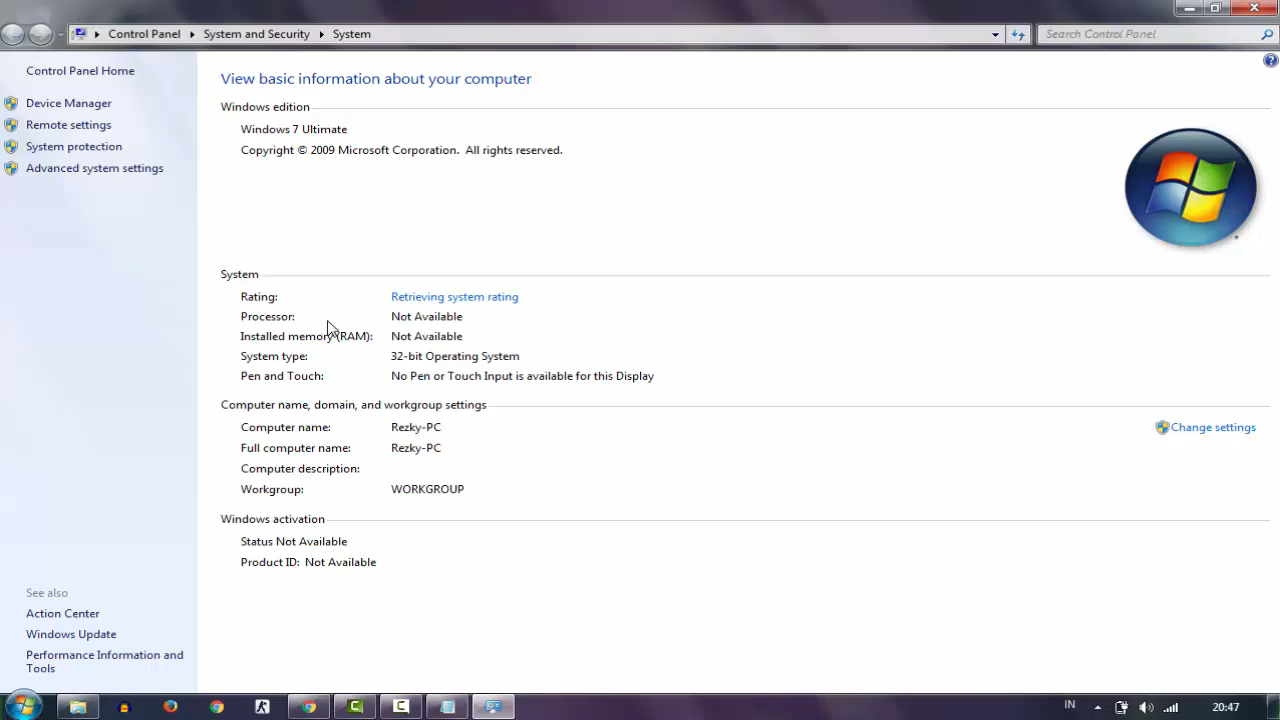 Control Panel System and Security System
Search Control Panel
Control Panel Home
Device Manager
Remote settings
System protection
Advanced system settings
View basic information about your computer
Windows edition
Windows 7 Ultimate
Copyright © 2009 Microsoft Corporation. All rights reserved.
System
Rating: Retrieving system rating
Processor: Not Available
Installed memory (RAM): Not Available
System type: 32-bit Operating System
Pen and Touch: No Pen or Touch Input is available for this Display
Computer name, domain, and workgroup settings
Computer name: Rezky-PC
Change settings
Full computer name: Rezky-PC
Computer description:
Workgroup: WORKGROUP
Windows activation
Status Not Available
Product ID: Not Available
See also
Action Center
Windows Update
Performance Information and
Tools
IN
20:47